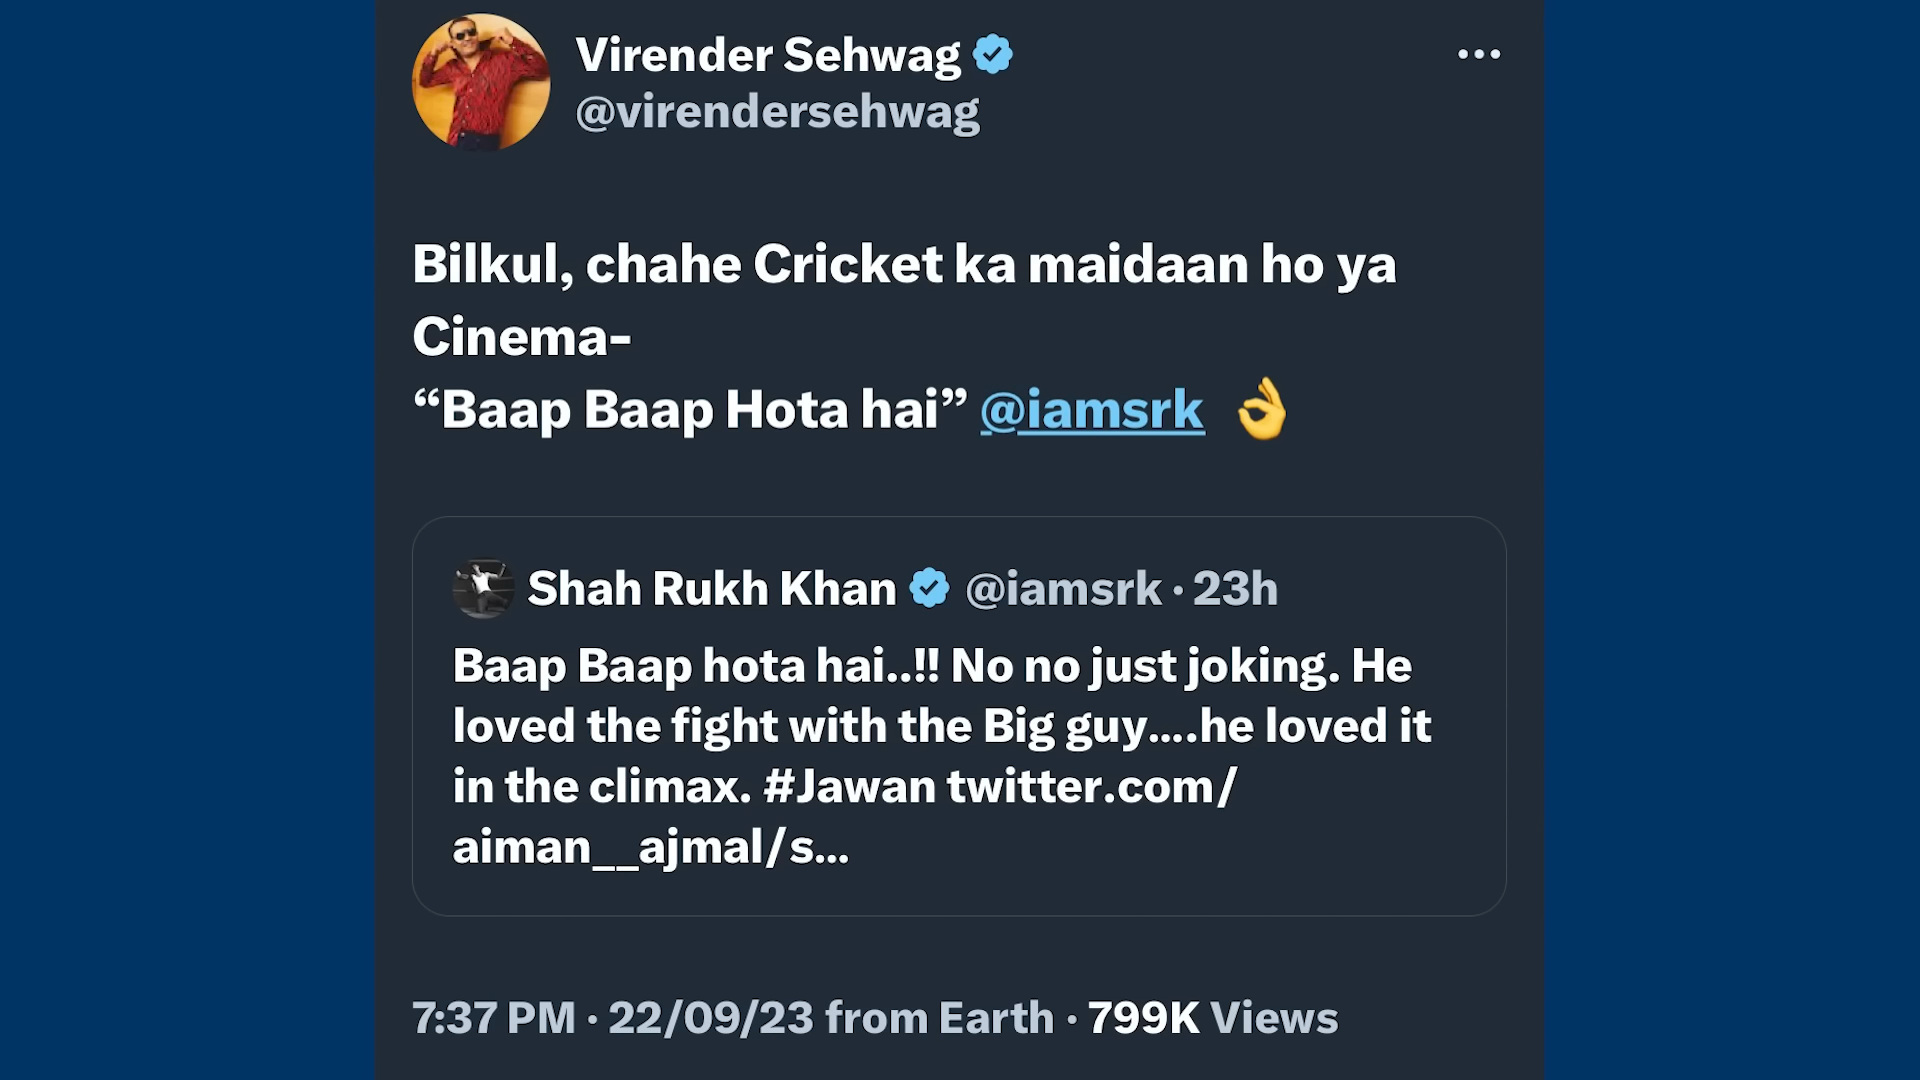 Virender Sehwag
@virendersehwag
Bilkul, chahe Cricket ka maidaan ho ya
Cinema-
“Baap Baap Hota hai” @iamsrk 👌
Shah Rukh Khan @iamsrk · 23h
Baap Baap hota hai..!! No no just joking. He
loved the fight with the Big guy....he loved it
in the climax. #Jawan twitter.com/
aiman__ajmal/s...
7:37 PM · 22/09/23 from Earth · 799K Views